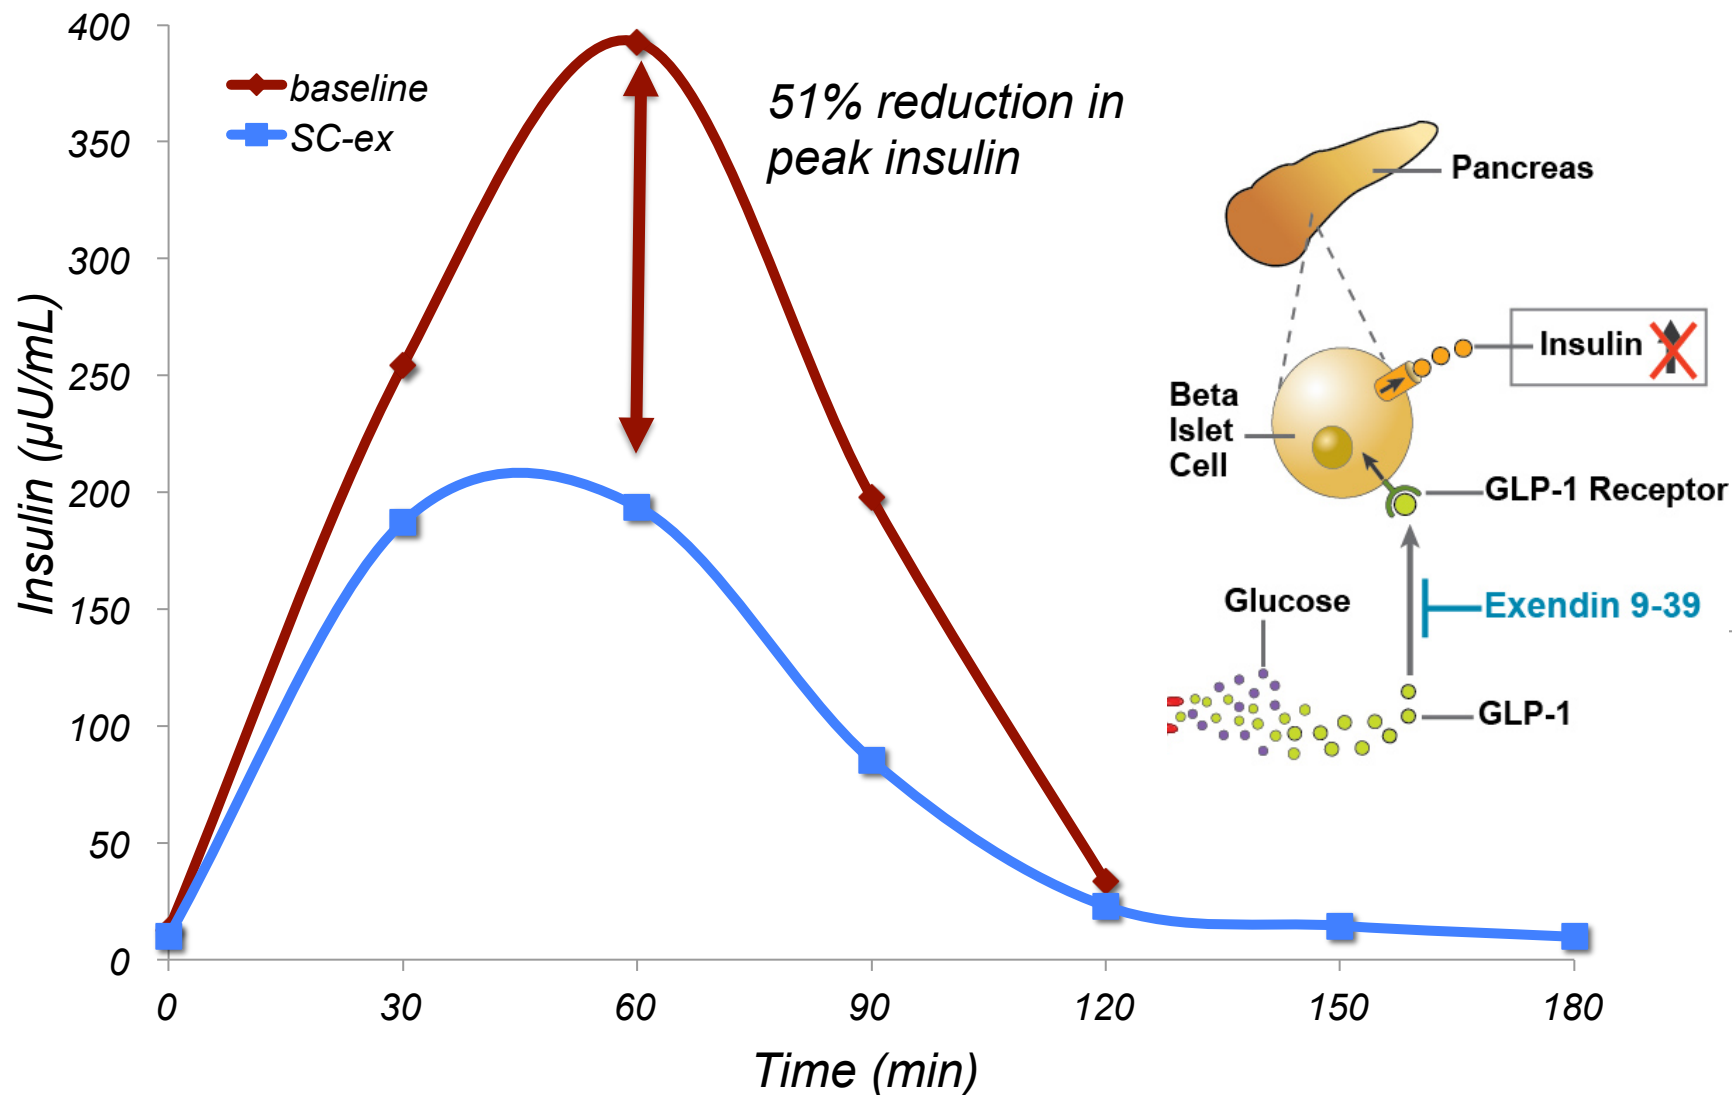 400
350
300
250
200
150
100
50
0
Insulin (µU/mL)
baseline
SC-ex
51% reduction in
peak insulin
0
30
60
90
120
150
180
Time (min)
Pancreas
Insulin
Beta
Islet
Cell
GLP-1 Receptor
Glucose
Exendin 9-39
GLP-1